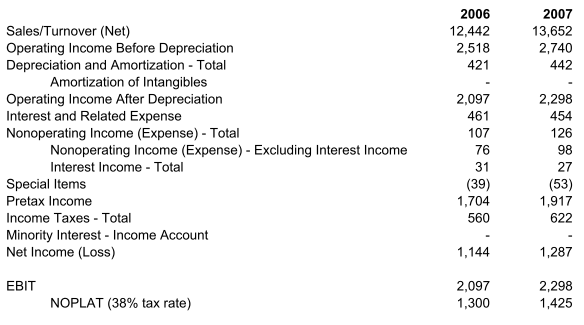 2006 2007
Sales/Turnover (Net) 12,442 13,652
Operating Income Before Depreciation 2,518 2,740
Depreciation and Amortization - Total 421 442
Amortization of Intangibles - -
Operating Income After Depreciation 2,097 2,298
Interest and Related Expense 461 454
Nonoperating Income (Expense) - Total 107 126
Nonoperating Income (Expense) - Excluding Interest Income 76 98
Interest Income - Total 31 27
Special Items (39) (53)
Pretax Income 1,704 1,917
Income Taxes - Total 560 622
Minority Interest - Income Account - -
Net Income (Loss) 1,144 1,287
EBIT 2,097 2,298
NOPLAT (38% tax rate) 1,300 1,425